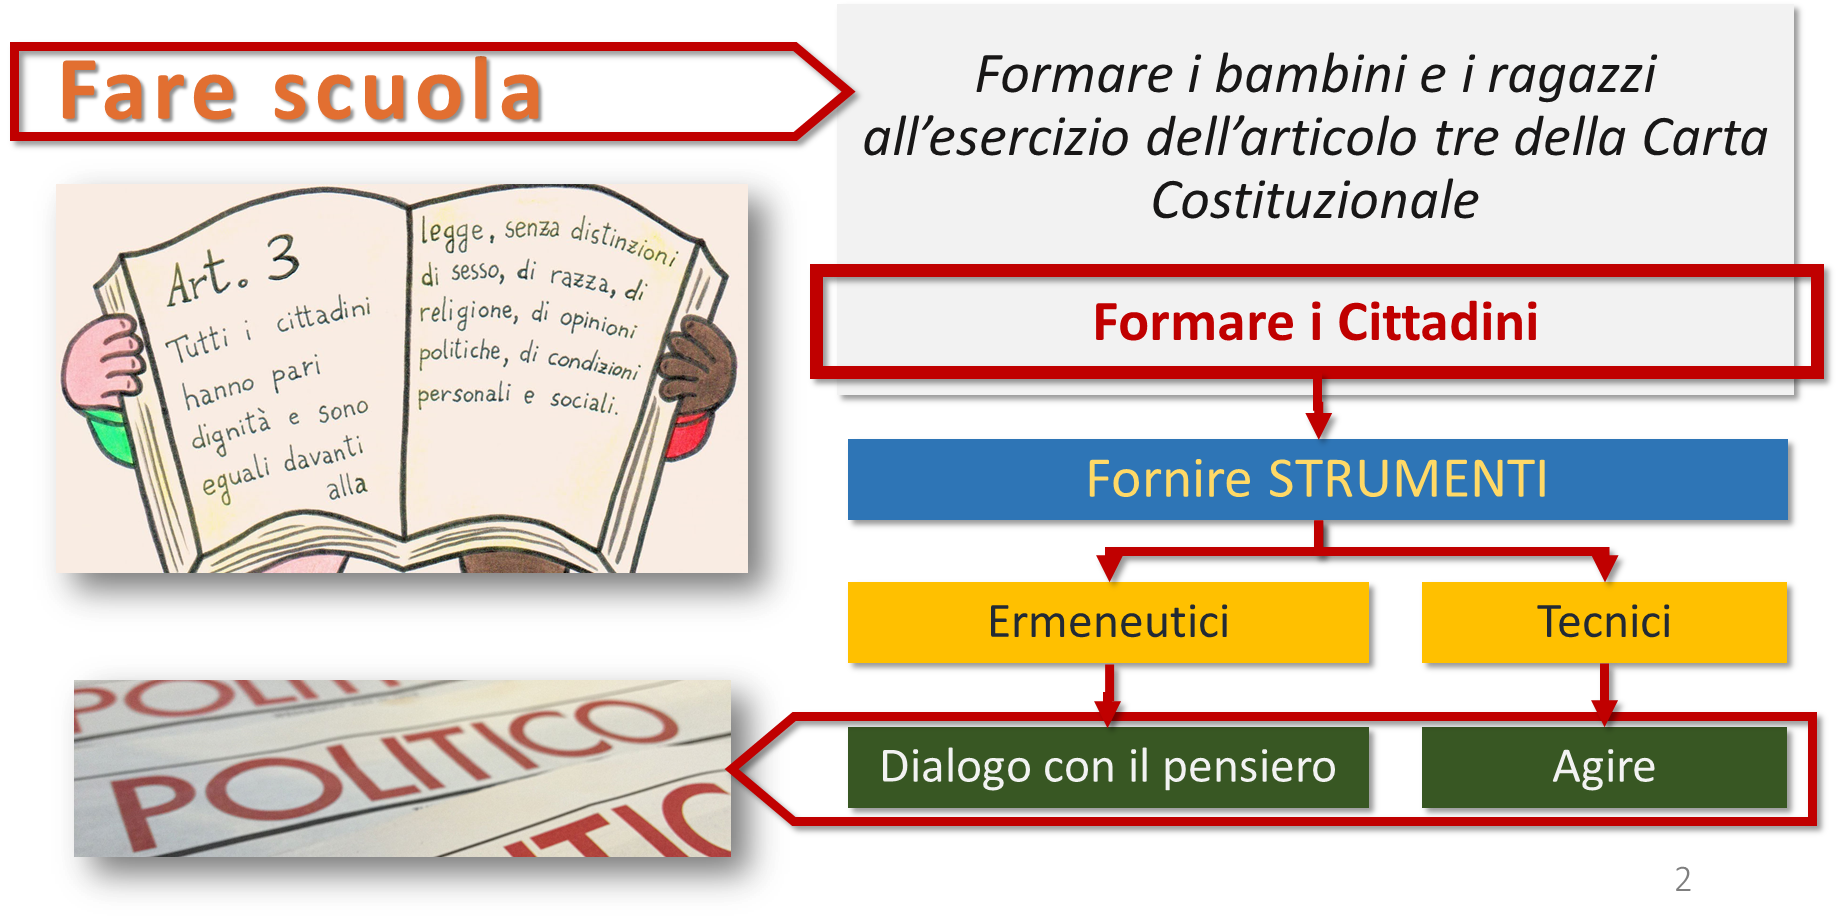 Fare scuola
Formare i bambini e i ragazzi
all’esercizio dell’articolo tre della Carta
Costituzionale
Formare i Cittadini
Art. 3
Tutti i cittadini
hanno pari
dignità e sono
eguali davanti
alla
legge, senza distinzioni
di sesso, di razza, di
religione, di opinioni
politiche, di condizioni
personali e sociali.
Fornire STRUMENTI
Ermeneutici
Tecnici
Dialogo con il pensiero
Agire
POLITI
POLITICO
TIC
2